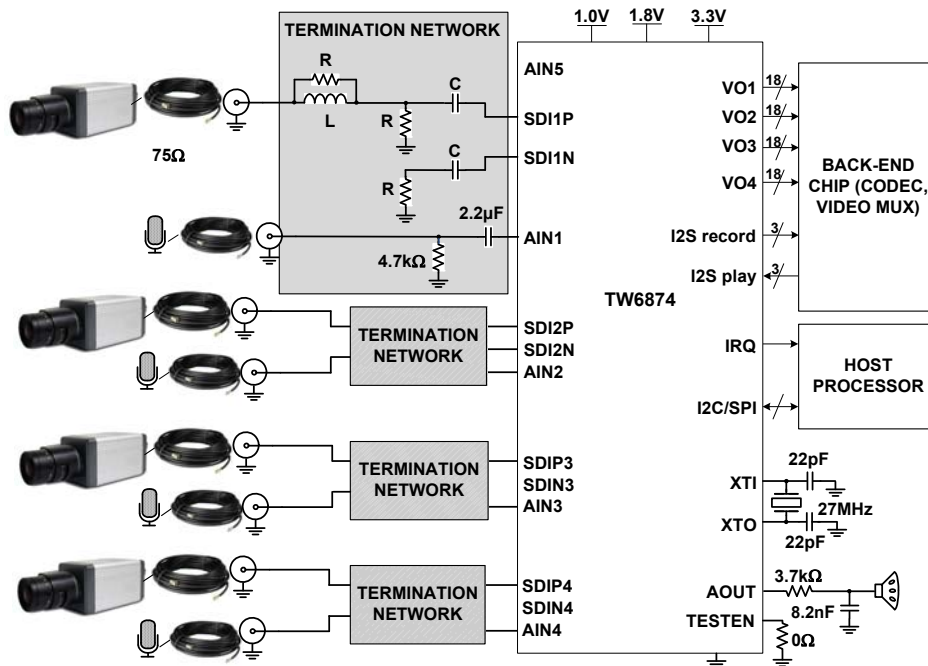 1.0V
1.8V
3.3V
TERMINATION NETWORK
R
L
R
C
C
R
75Ω
2.2µF
4.7kΩ
AIN5
SDI1P
SDI1N
AIN1
TW6874
VO1
18
VO2
18
VO3
18
VO4
18
I2S record
3
I2S play
3
BACK-END
CHIP (CODEC,
VIDEO MUX)
TERMINATION
NETWORK
SDI2P
SDI2N
AIN2
IRQ
I2C/SPI
HOST
PROCESSOR
TERMINATION
NETWORK
SDIP3
SDIN3
AIN3
XTI
XTO
22pF
27MHz
22pF
TERMINATION
NETWORK
SDIP4
SDIN4
AIN4
AOUT
3.7kΩ
8.2nF
TESTEN
0Ω